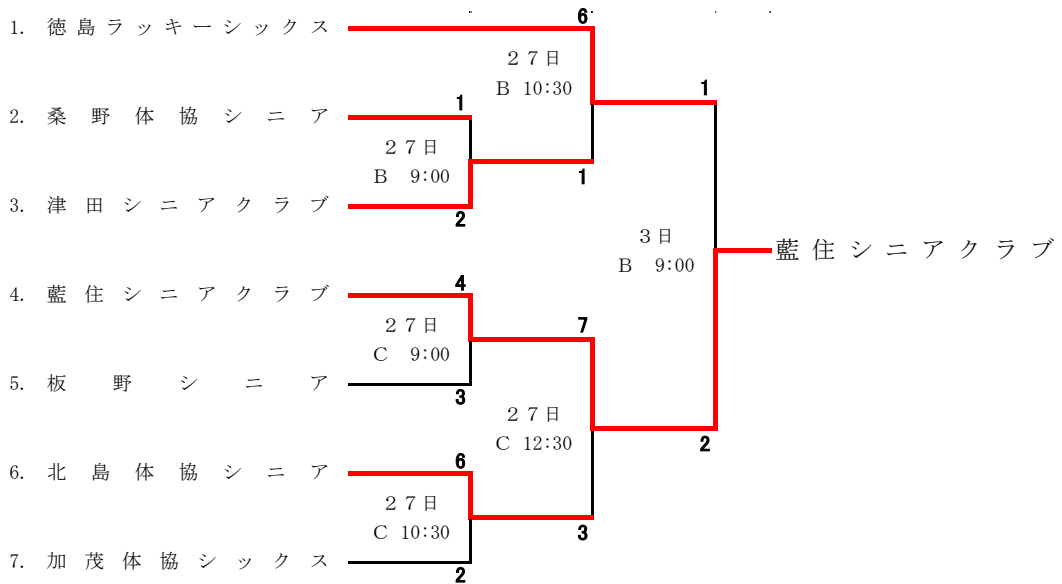 6
1. 徳島ラッキーシックス
27日
B 10:30
1
1
2. 桑野体協シニア
27日
B 9:00
1
3. 津田シニアクラブ
2
3日
B 9:00
藍住シニアクラブ
4. 藍住シニアクラブ
4
27日
C 9:00
7
5. 板野シニア
3
27日
C 12:30
2
6. 北島体協シニア
6
27日
C 10:30
3
7. 加茂体協シックス
2